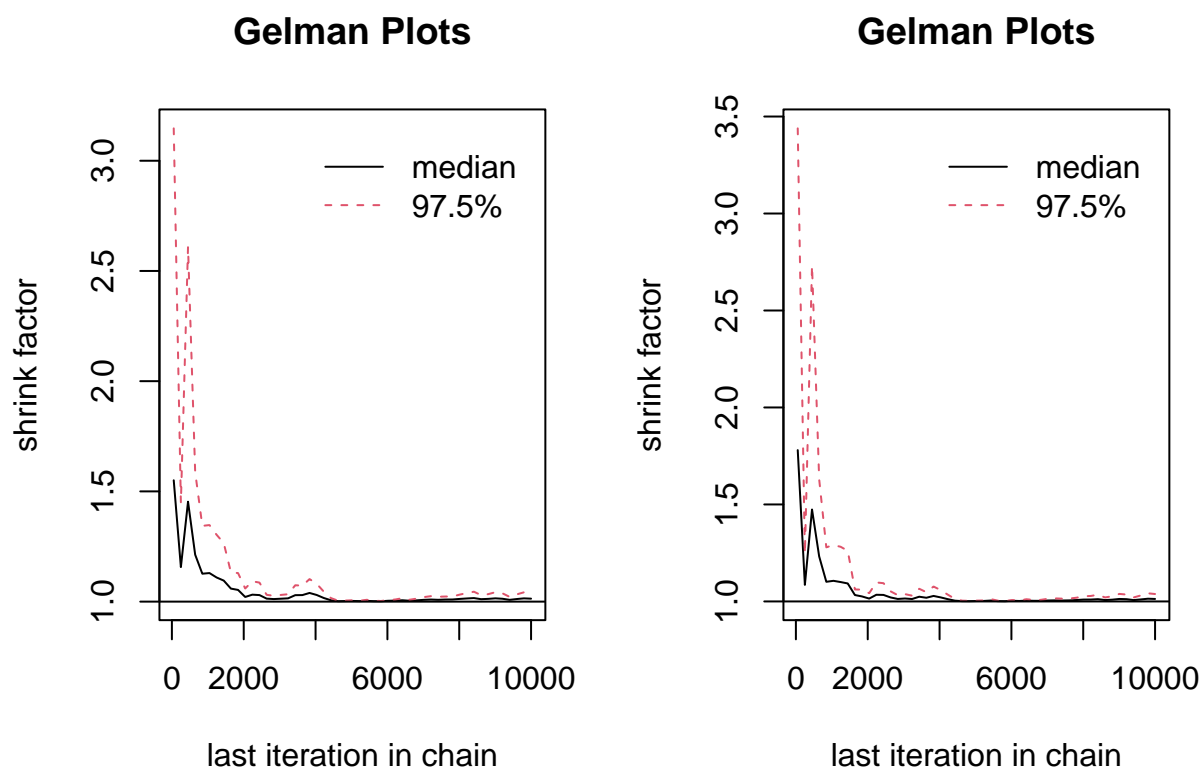 Gelman Plots
shrink factor
3.0
2.5
2.0
1.5
1.0
median
97.5%
0 2000 6000 10000
last iteration in chain
Gelman Plots
shrink factor
3.5
3.0
2.5
2.0
1.5
1.0
median
97.5%
0 2000 6000 10000
last iteration in chain